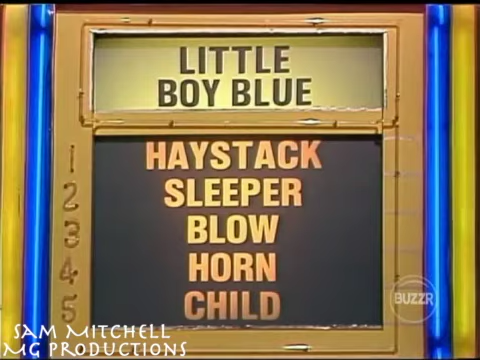 LITTLE
BOY BLUE
1 HAYSTACK
2 SLEEPER
3 BLOW
4 HORN
5 CHILD
BUZZR
SAM MITCHELL
MG PRODUCTIONS